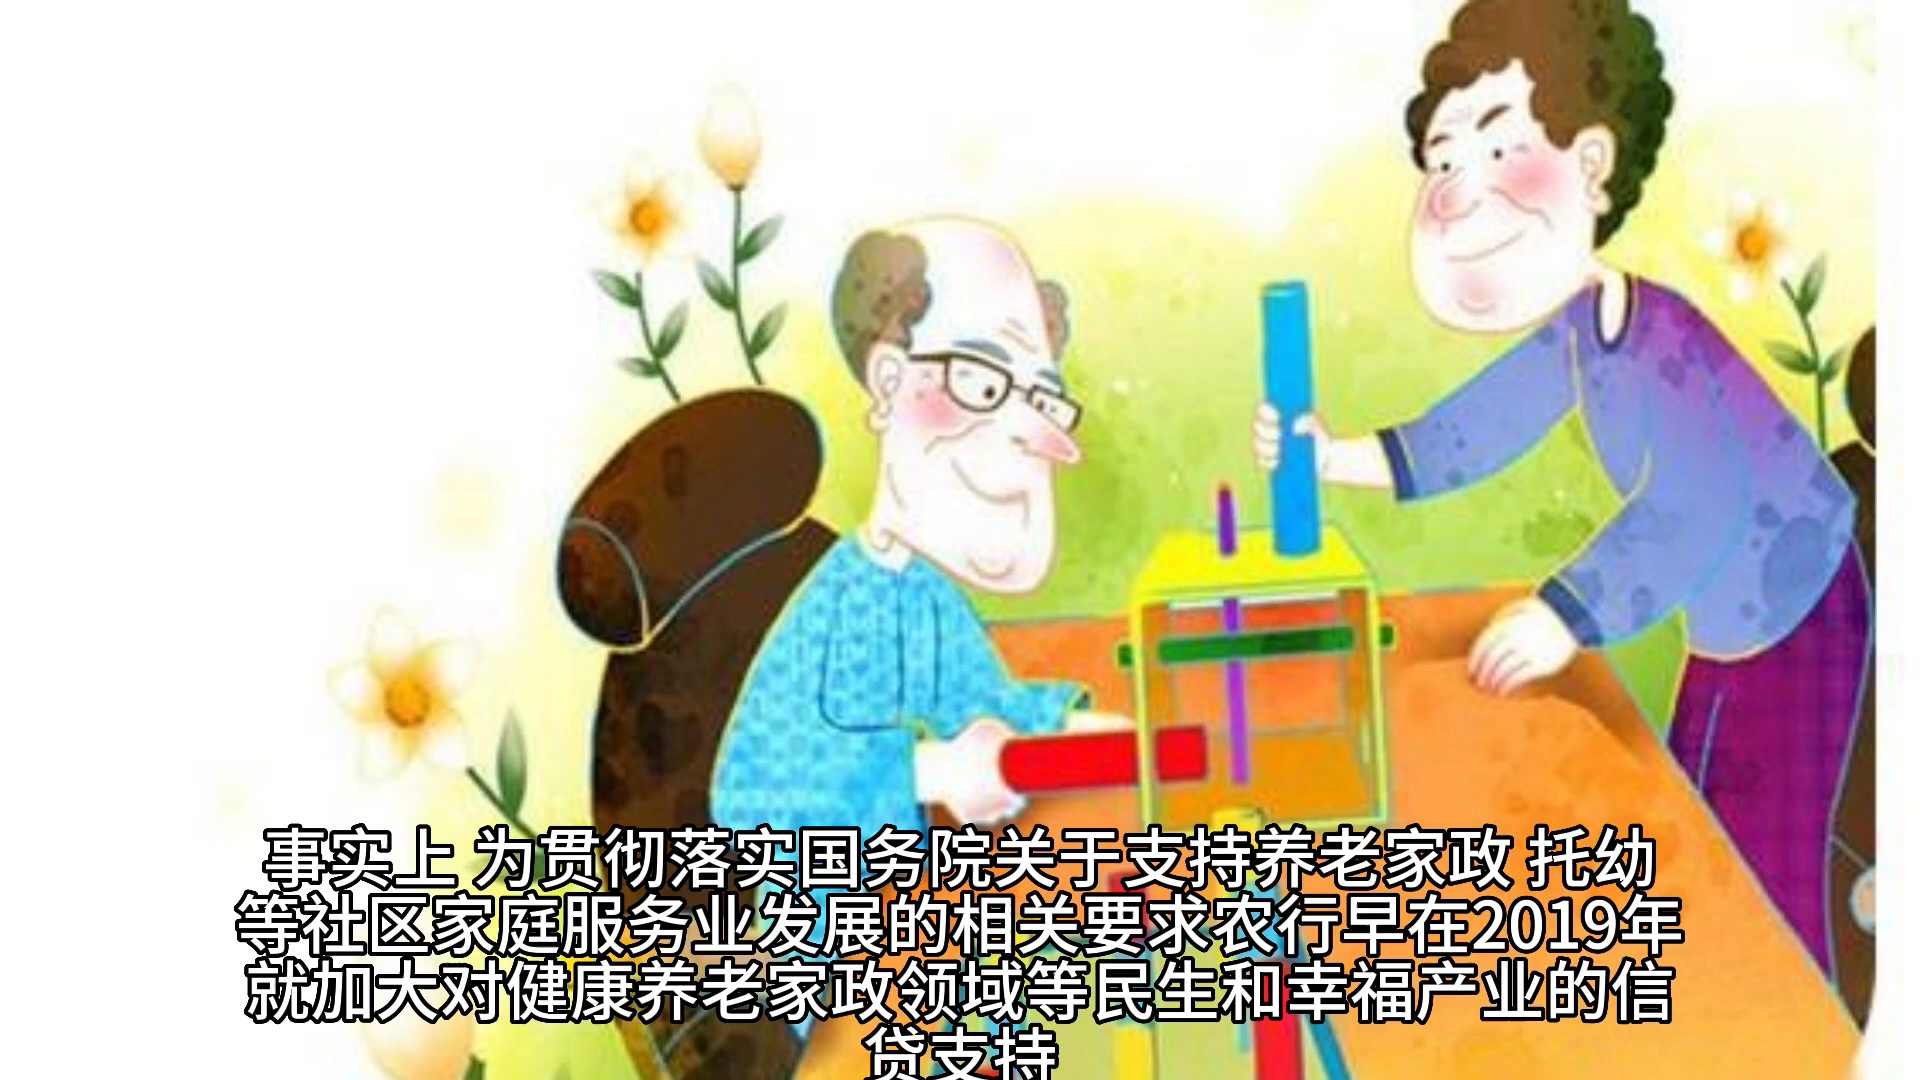 事实上 为贯彻落实国务院关于支持养老家政 托幼
等社区家庭服务业发展的相关要求农行早在2019年
就加大对健康养老家政领域等民生和幸福产业的信
贷支持